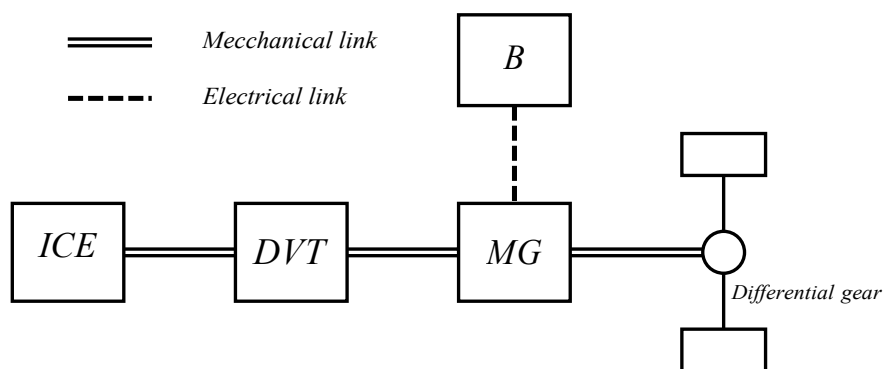 Mecchanical link
Electrical link
B
ICE
DVT
MG
Differential gear